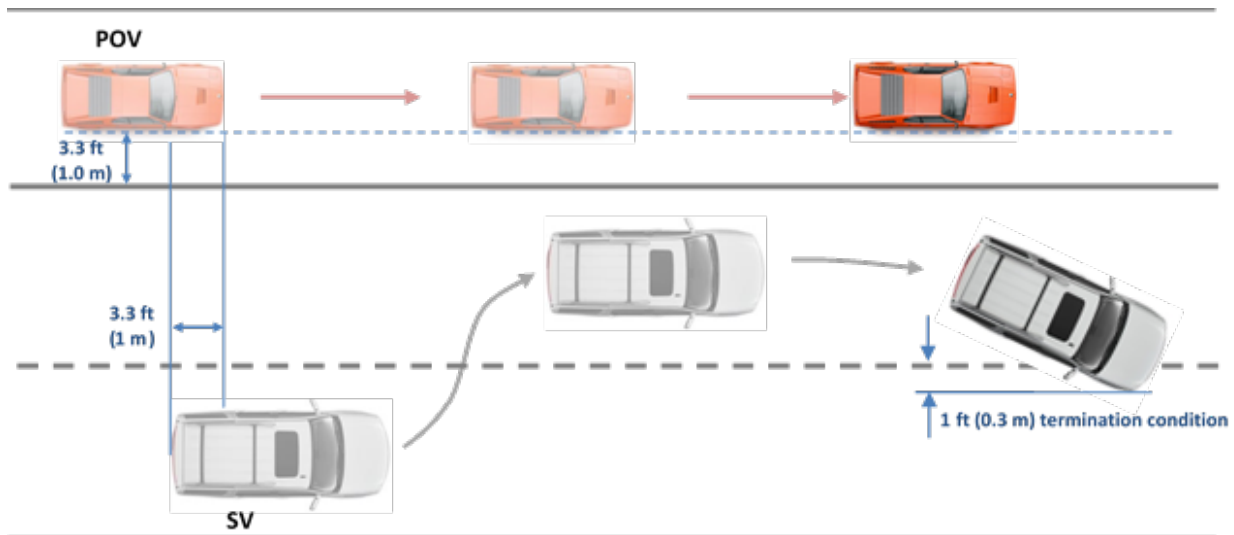 POV
3.3 ft
(1.0 m)
3.3 ft
(1 m)
1 ft (0.3 m) termination condition
SV